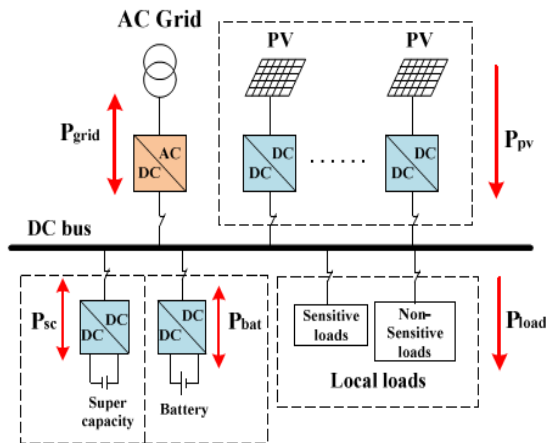 AC Grid
PV
PV
Pgrid
AC
DC
DC
DC
......
DC
DC
Ppv
DC bus
Psc
DC
DC
Pbat
DC
DC
Sensitive
loads
Non-
Sensitive
loads
Pload
Super
capacity
Battery
Local loads